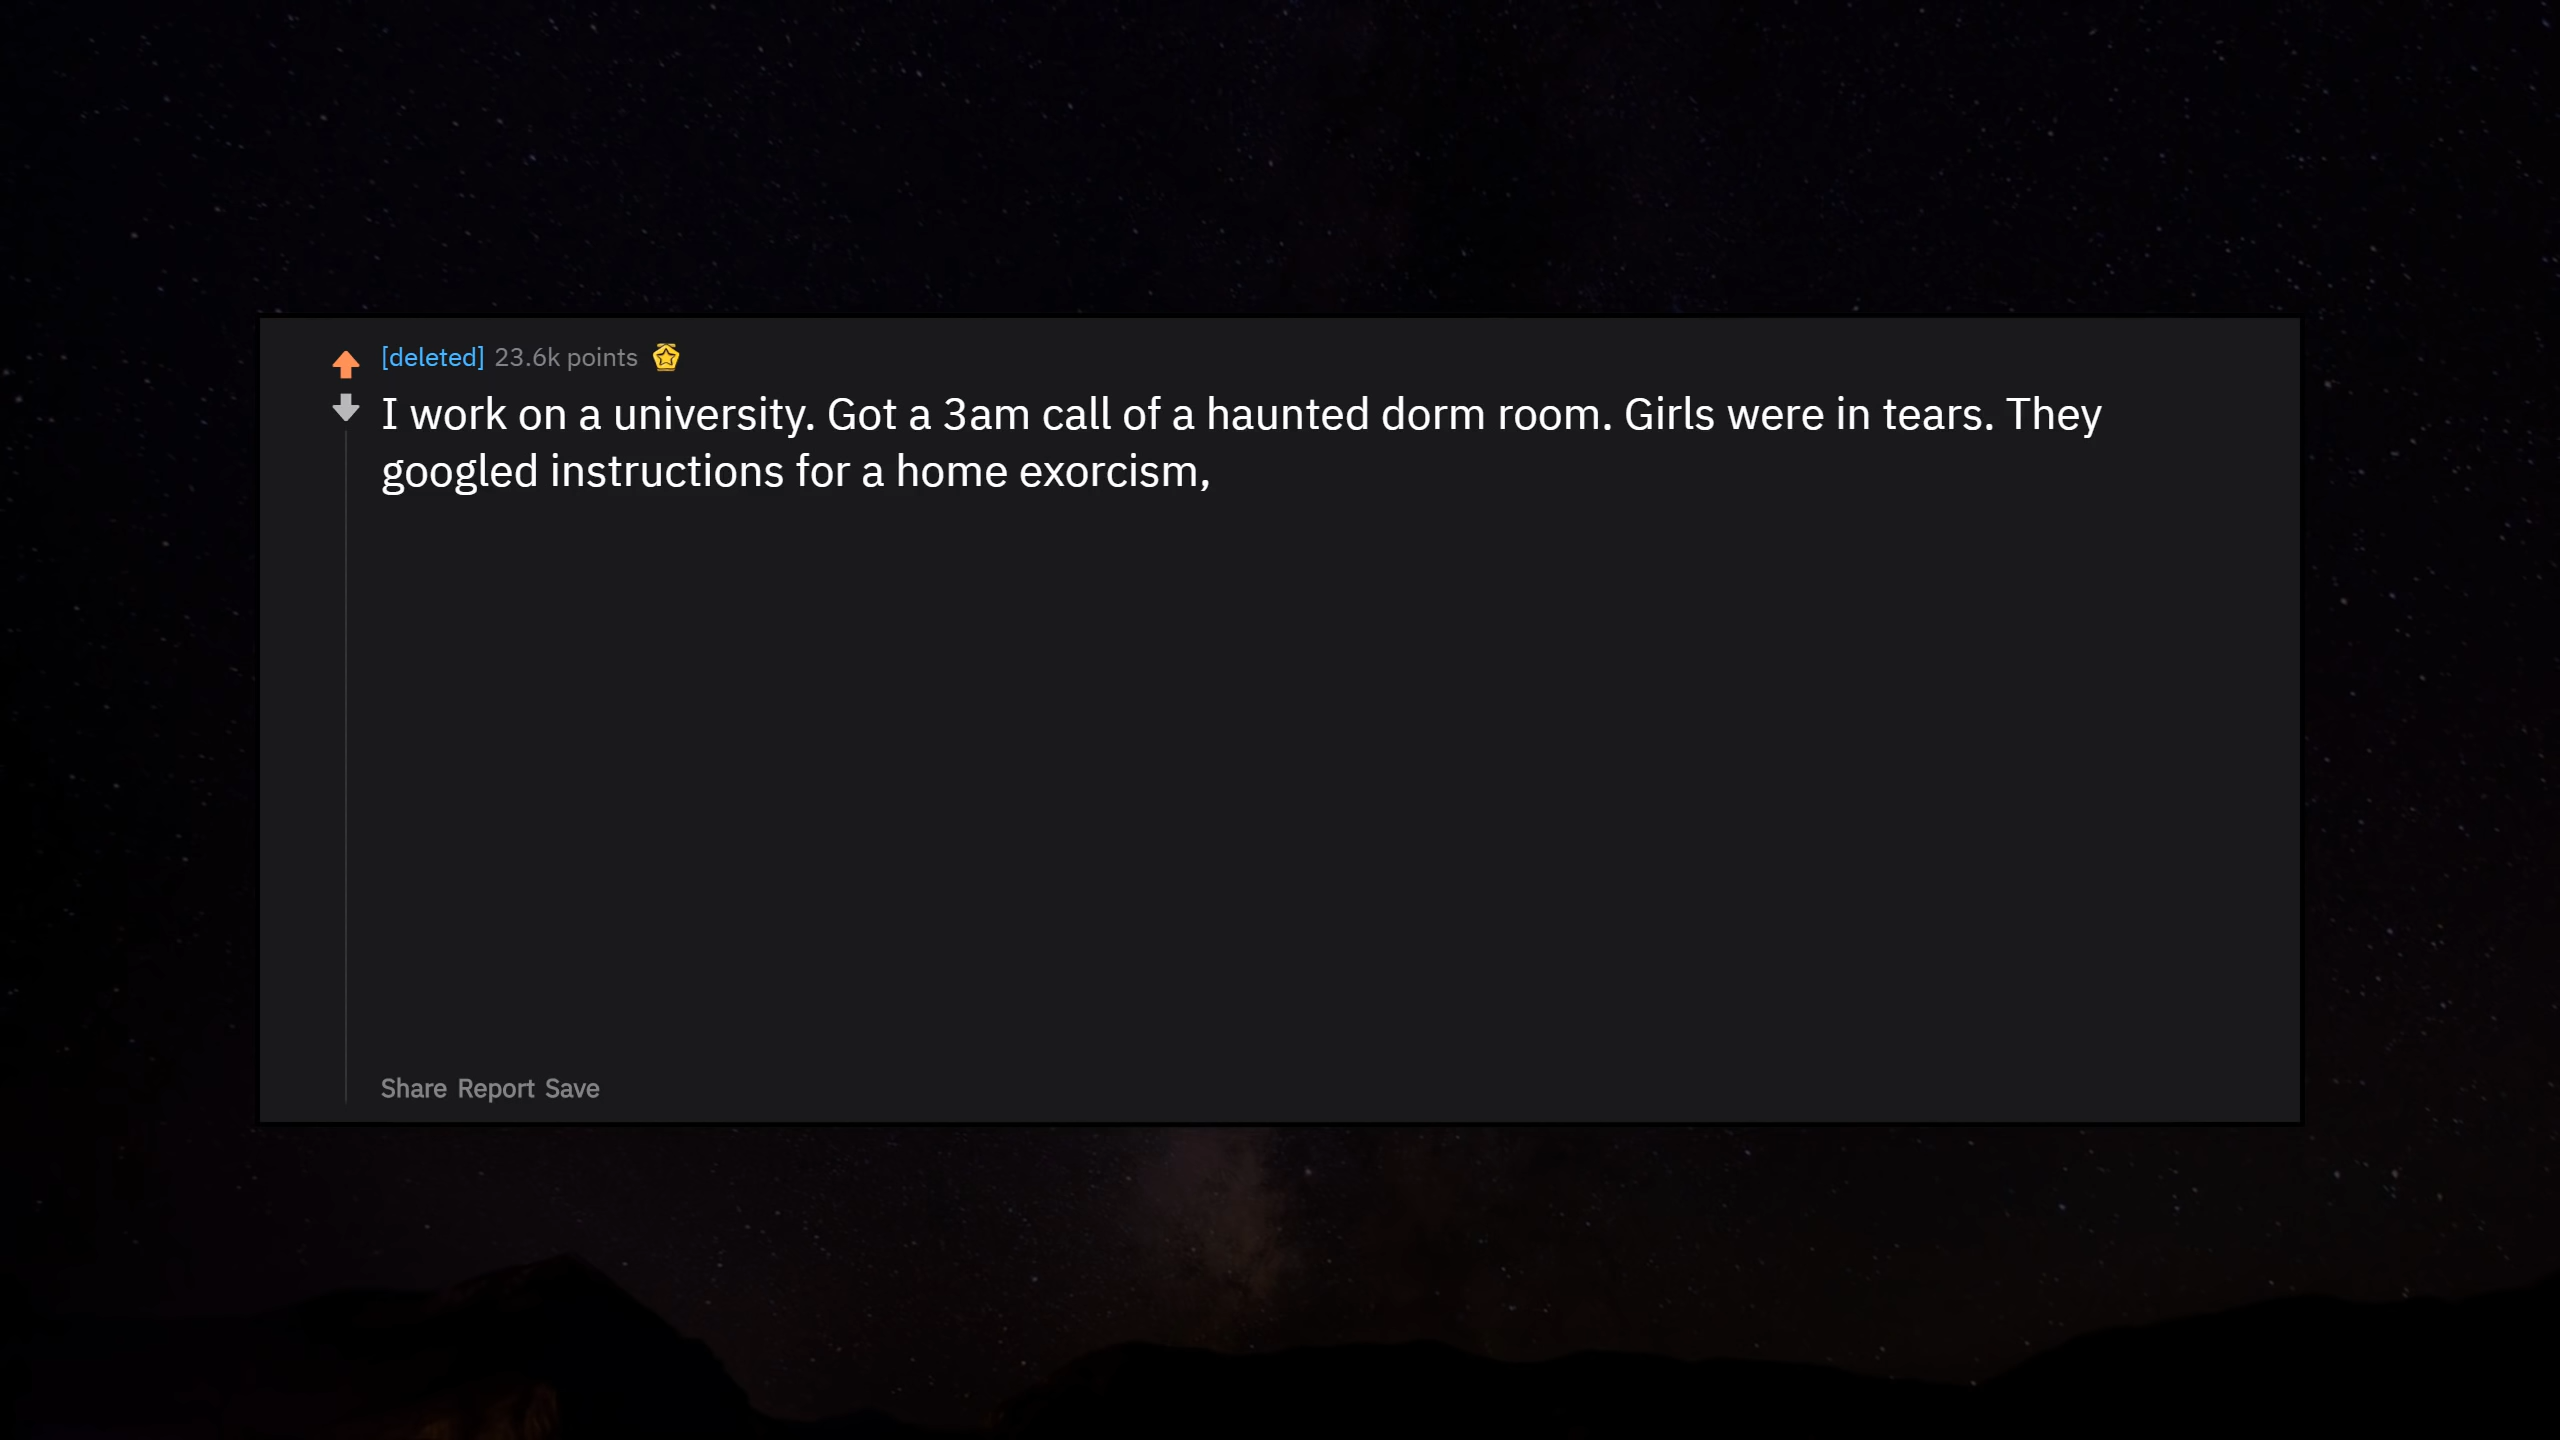 [deleted] 23.6k points
I work on a university. Got a 3am call of a haunted dorm room. Girls were in tears. They
googled instructions for a home exorcism,
Share Report Save